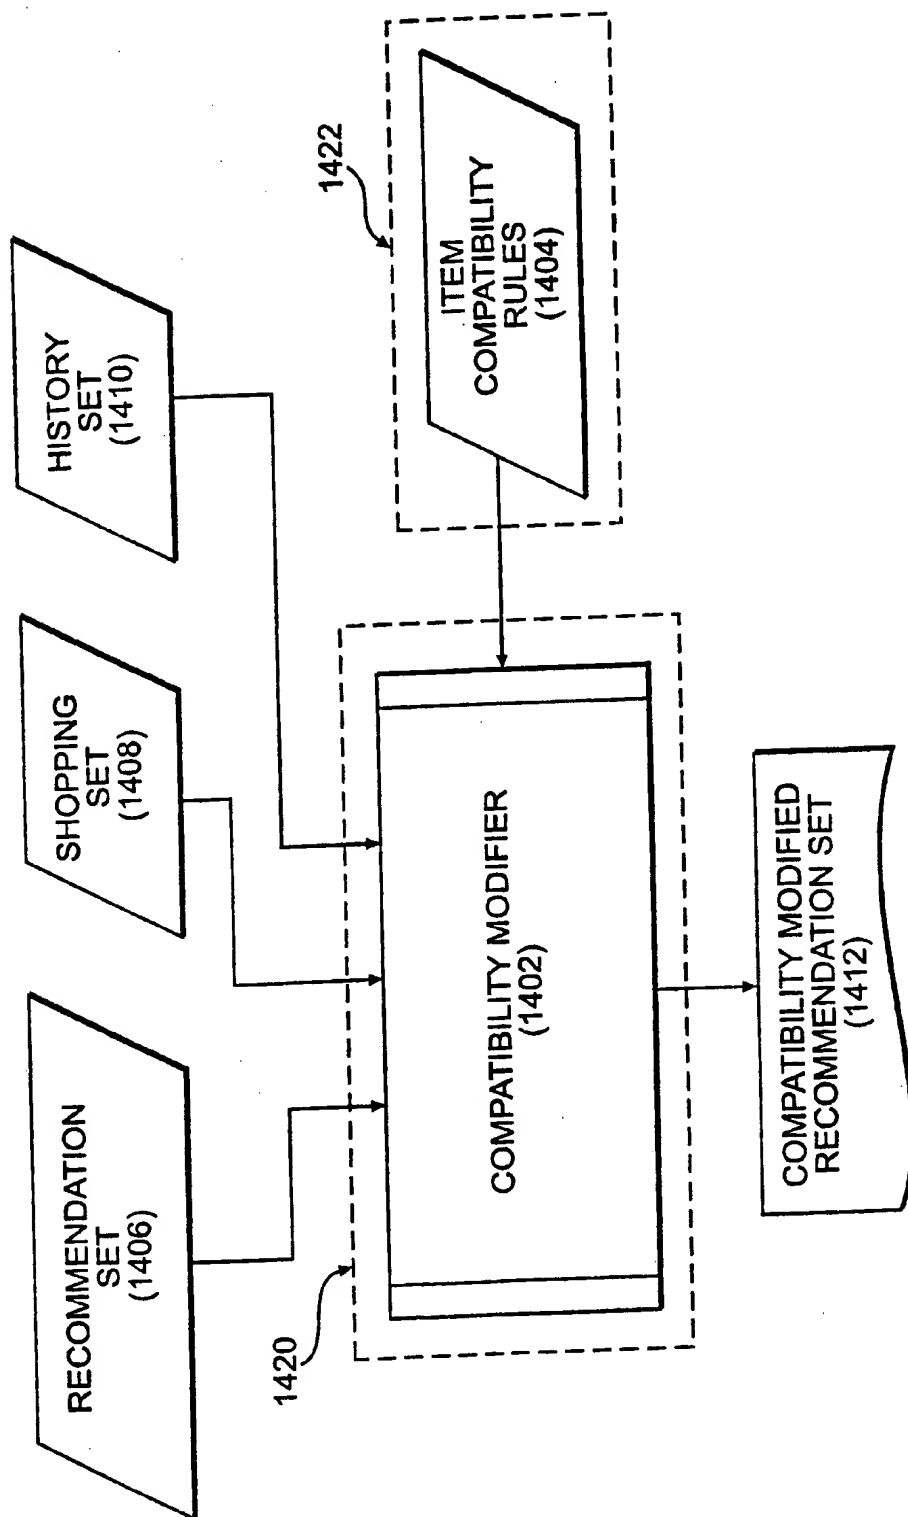 RECOMMENDATION
SET
(1406)
SHOPPING
SET
(1408)
HISTORY
SET
(1410)
1420
COMPATIBILITY MODIFIER
(1402)
1422
ITEM
COMPATIBILITY
RULES
(1404)
COMPATIBILITY MODIFIED
RECOMMENDATION SET
(1412)